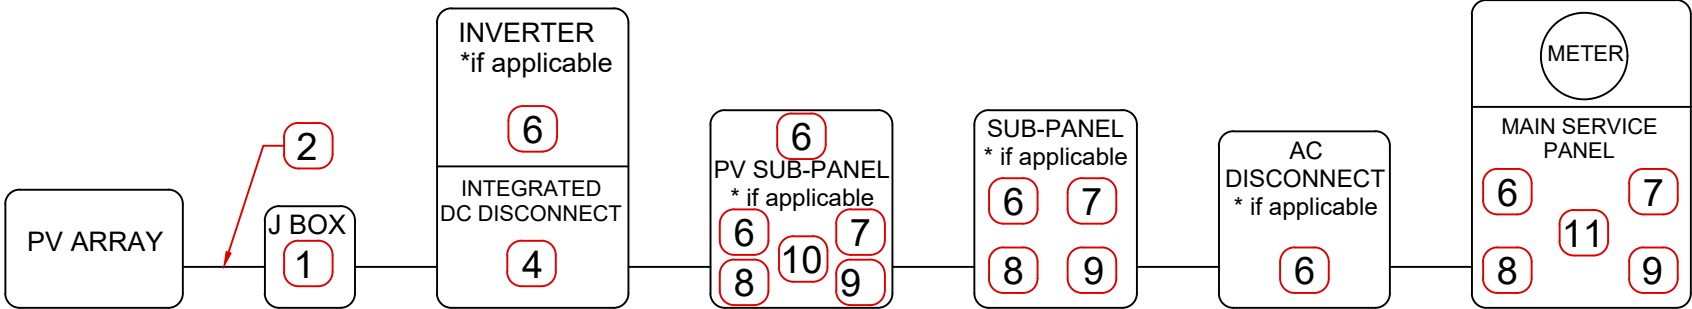 PV ARRAY
2
J BOX
1
INVERTER
*if applicable
6
INTEGRATED
DC DISCONNECT
4
6
PV SUB-PANEL
* if applicable
6
7
10
8
9
SUB-PANEL
* if applicable
6
7
8
9
AC
DISCONNECT
* if applicable
6
METER
MAIN SERVICE
PANEL
6
7
11
8
9